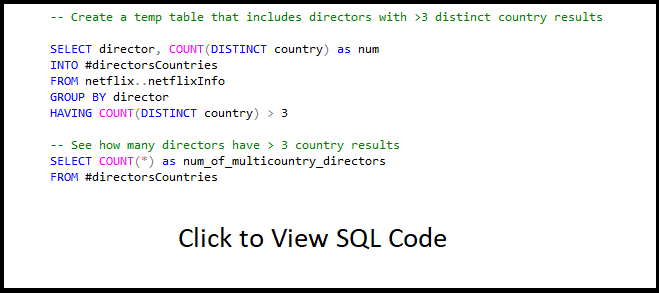 -- Create a temp table that includes directors with >3 distinct country results
SELECT director, COUNT(DISTINCT country) as num
INTO #directorsCountries
FROM netflix..netflixInfo
GROUP BY director
HAVING COUNT(DISTINCT country) > 3
-- See how many directors have > 3 country results
SELECT COUNT(*) as num_of_multicountry_directors
FROM #directorsCountries
Click to View SQL Code